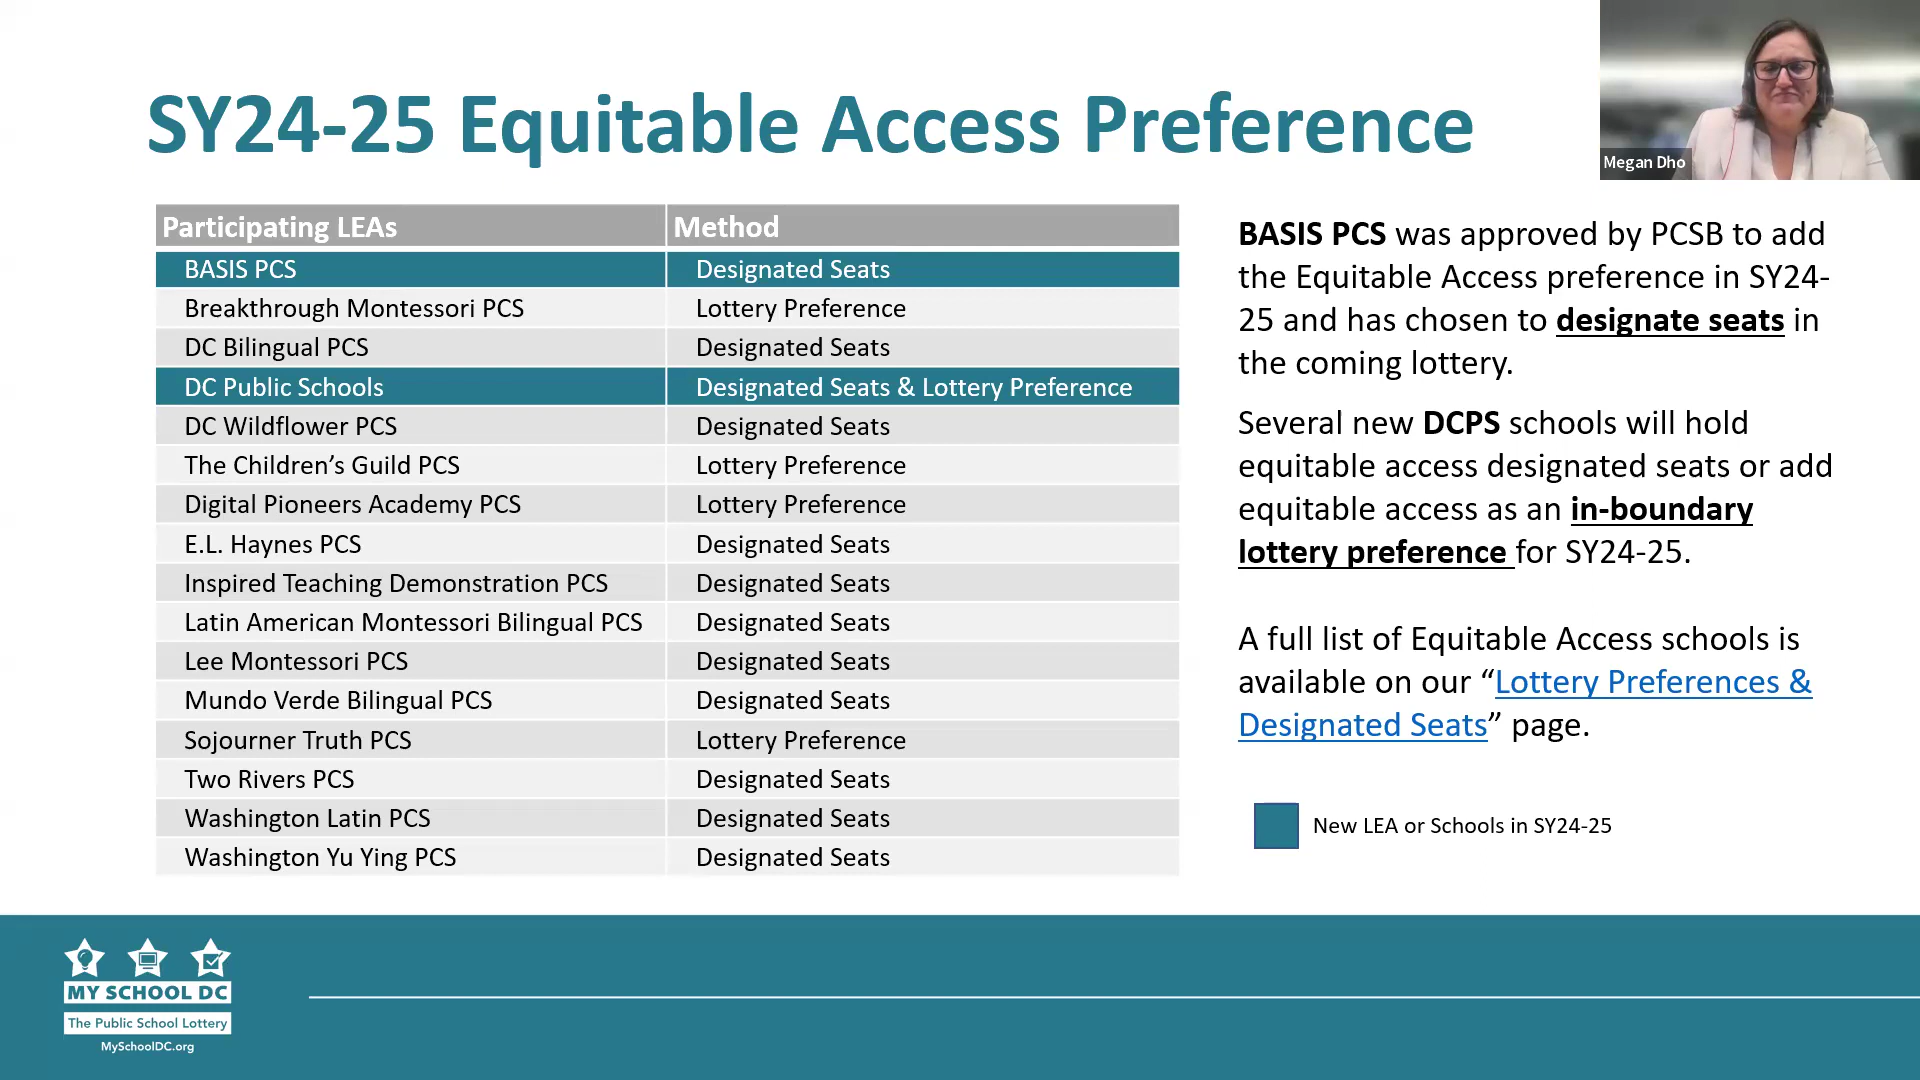 SY24-25 Equitable Access Preference
Megan Dho
Participating LEAs Method
BASIS PCS Designated Seats
Breakthrough Montessori PCS Lottery Preference
DC Bilingual PCS Designated Seats
DC Public Schools Designated Seats & Lottery Preference
DC Wildflower PCS Designated Seats
The Children’s Guild PCS Lottery Preference
Digital Pioneers Academy PCS Lottery Preference
E.L. Haynes PCS Designated Seats
Inspired Teaching Demonstration PCS Designated Seats
Latin American Montessori Bilingual PCS Designated Seats
Lee Montessori PCS Designated Seats
Mundo Verde Bilingual PCS Designated Seats
Sojourner Truth PCS Lottery Preference
Two Rivers PCS Designated Seats
Washington Latin PCS Designated Seats
Washington Yu Ying PCS Designated Seats
BASIS PCS was approved by PCSB to add
the Equitable Access preference in SY24-
25 and has chosen to designate seats in
the coming lottery.
Several new DCPS schools will hold
equitable access designated seats or add
equitable access as an in-boundary
lottery preference for SY24-25.
A full list of Equitable Access schools is
available on our “Lottery Preferences &
Designated Seats” page.
New LEA or Schools in SY24-25
MY SCHOOL DC
The Public School Lottery
MySchoolDC.org